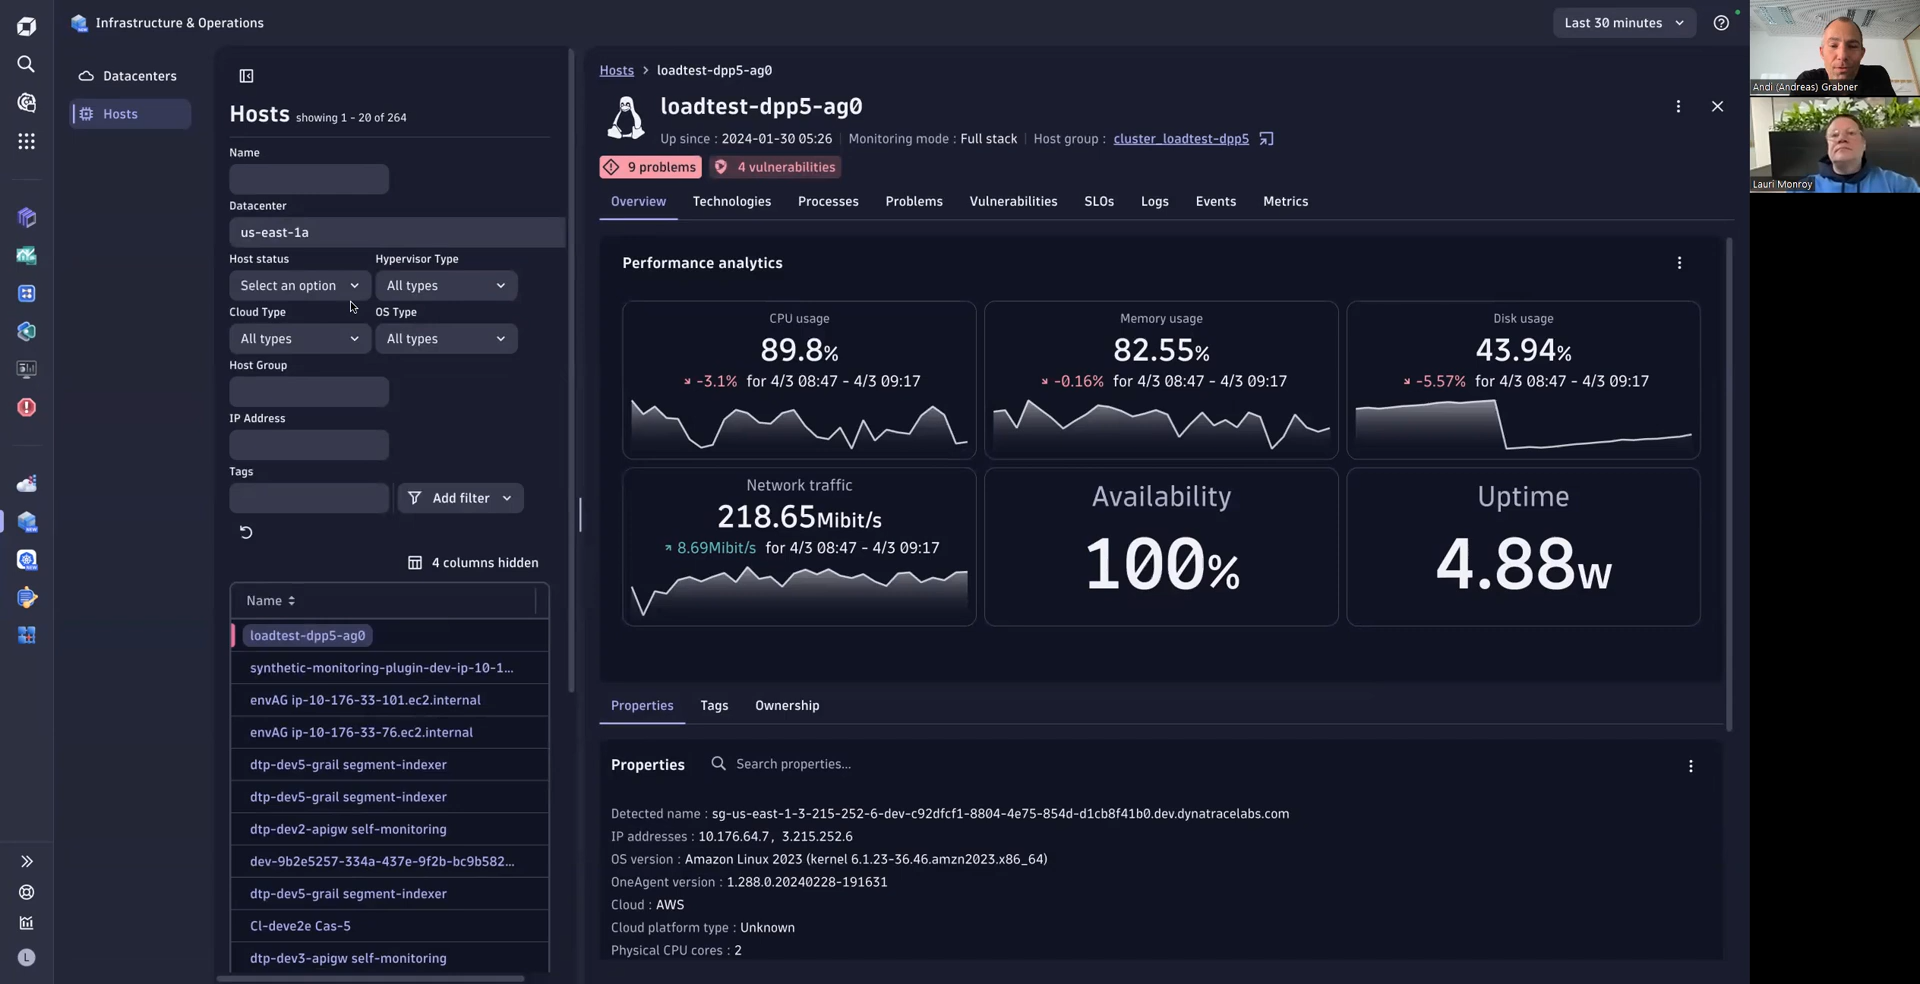 Infrastructure & Operations
Last 30 minutes
Datacenters
Hosts
Hosts showing 1 - 20 of 264
Name
Datacenter
us-east-1a
Host status Hypervisor Type
Select an option All types
Cloud Type OS Type
All types All types
Host Group
IP Address
Tags
Add filter
4 columns hidden
Name
loadtest-dpp5-ag0
synthetic-monitoring-plugin-dev-ip-10-1...
envAG ip-10-176-33-101.ec2.internal
envAG ip-10-176-33-76.ec2.internal
dtp-dev5-grail segment-indexer
dtp-dev5-grail segment-indexer
dtp-dev2-apigw self-monitoring
dev-9b2e5257-334a-437e-9f2b-bc9b582...
dtp-dev5-grail segment-indexer
Cl-deve2e Cas-5
dtp-dev3-apigw self-monitoring
NEW
NEW
L
Hosts > loadtest-dpp5-ag0
loadtest-dpp5-ag0
Up since : 2024-01-30 05:26 Monitoring mode : Full stack Host group : cluster_loadtest-dpp5
9 problems 4 vulnerabilities
Overview Technologies Processes Problems Vulnerabilities SLOs Logs Events Metrics
Performance analytics
CPU usage
89.8%
-3.1% for 4/3 08:47 - 4/3 09:17
Memory usage
82.55%
-0.16% for 4/3 08:47 - 4/3 09:17
Disk usage
43.94%
-5.57% for 4/3 08:47 - 4/3 09:17
Network traffic
218.65Mibit/s
8.69Mibit/s for 4/3 08:47 - 4/3 09:17
Availability
100%
Uptime
4.88w
Properties Tags Ownership
Properties Search properties...
Detected name : sg-us-east-1-3-215-252-6-dev-c92dfcf1-8804-4e75-854d-d1cb8f41b0.dev.dynatracelabs.com
IP addresses : 10.176.64.7, 3.215.252.6
OS version : Amazon Linux 2023 (kernel 6.1.23-36.46.amzn2023.x86_64)
OneAgent version : 1.288.0.20240228-191631
Cloud : AWS
Cloud platform type : Unknown
Physical CPU cores : 2
Andi (Andreas) Grabner
Lauri Monroy